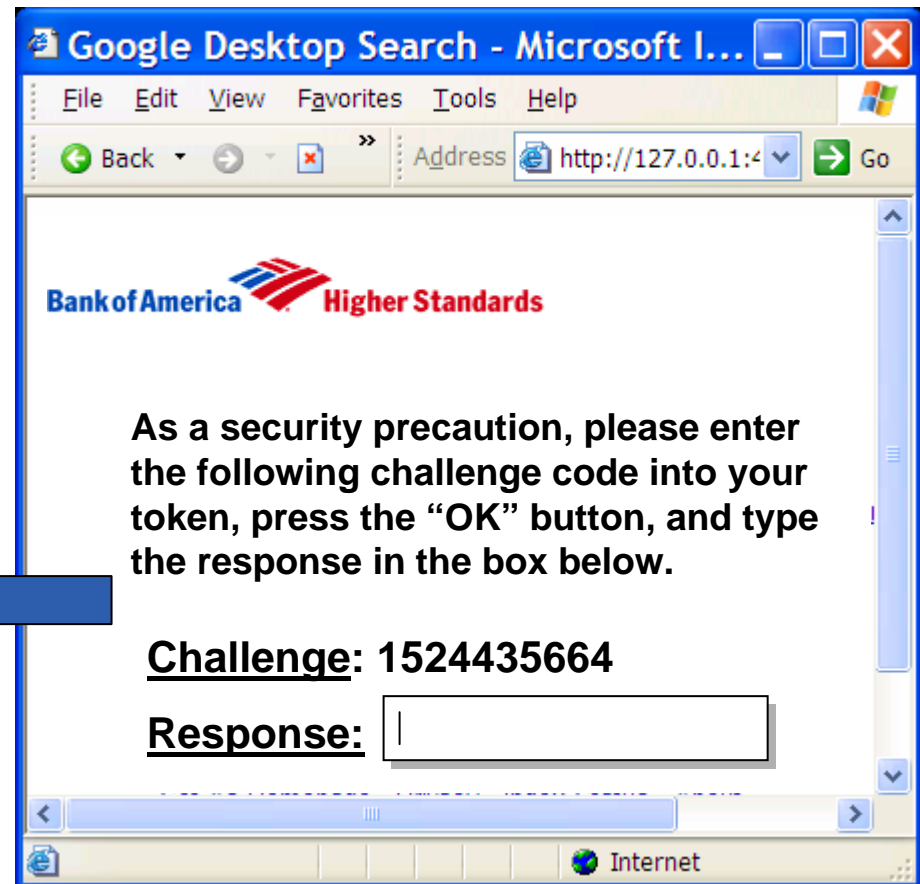 Google Desktop Search - Microsoft I...
File Edit View Favorites Tools Help
Back » Address http://127.0.0.1:4 Go
Bank of America Higher Standards
As a security precaution, please enter
the following challenge code into your
token, press the “OK” button, and type
the response in the box below.
Challenge: 1524435664
Response:
Internet